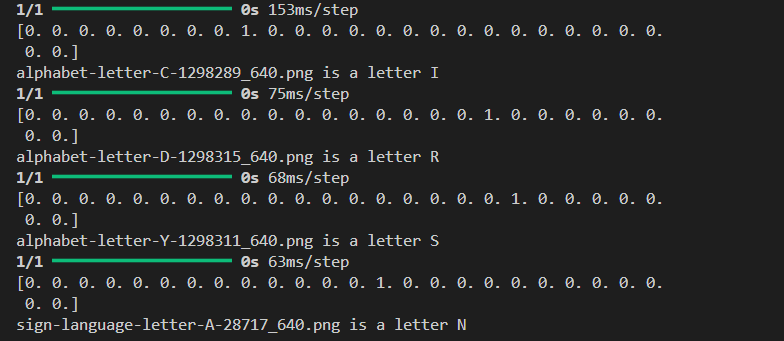 1/1 ━━━━━━━━━━━━━━━━━━━━ 0s 153ms/step
[0. 0. 0. 0. 0. 0. 0. 0. 1. 0. 0. 0. 0. 0. 0. 0. 0. 0. 0. 0. 0. 0. 0. 0.
0. 0.]
alphabet-letter-C-1298289_640.png is a letter I
1/1 ━━━━━━━━━━━━━━━━━━━━ 0s 75ms/step
[0. 0. 0. 0. 0. 0. 0. 0. 0. 0. 0. 0. 0. 0. 0. 0. 0. 1. 0. 0. 0. 0. 0. 0.
0. 0.]
alphabet-letter-D-1298315_640.png is a letter R
1/1 ━━━━━━━━━━━━━━━━━━━━ 0s 68ms/step
[0. 0. 0. 0. 0. 0. 0. 0. 0. 0. 0. 0. 0. 0. 0. 0. 0. 0. 1. 0. 0. 0. 0. 0.
0. 0.]
alphabet-letter-Y-1298311_640.png is a letter S
1/1 ━━━━━━━━━━━━━━━━━━━━ 0s 63ms/step
[0. 0. 0. 0. 0. 0. 0. 0. 0. 0. 0. 0. 0. 1. 0. 0. 0. 0. 0. 0. 0. 0. 0. 0.
0. 0.]
sign-language-letter-A-28717_640.png is a letter N